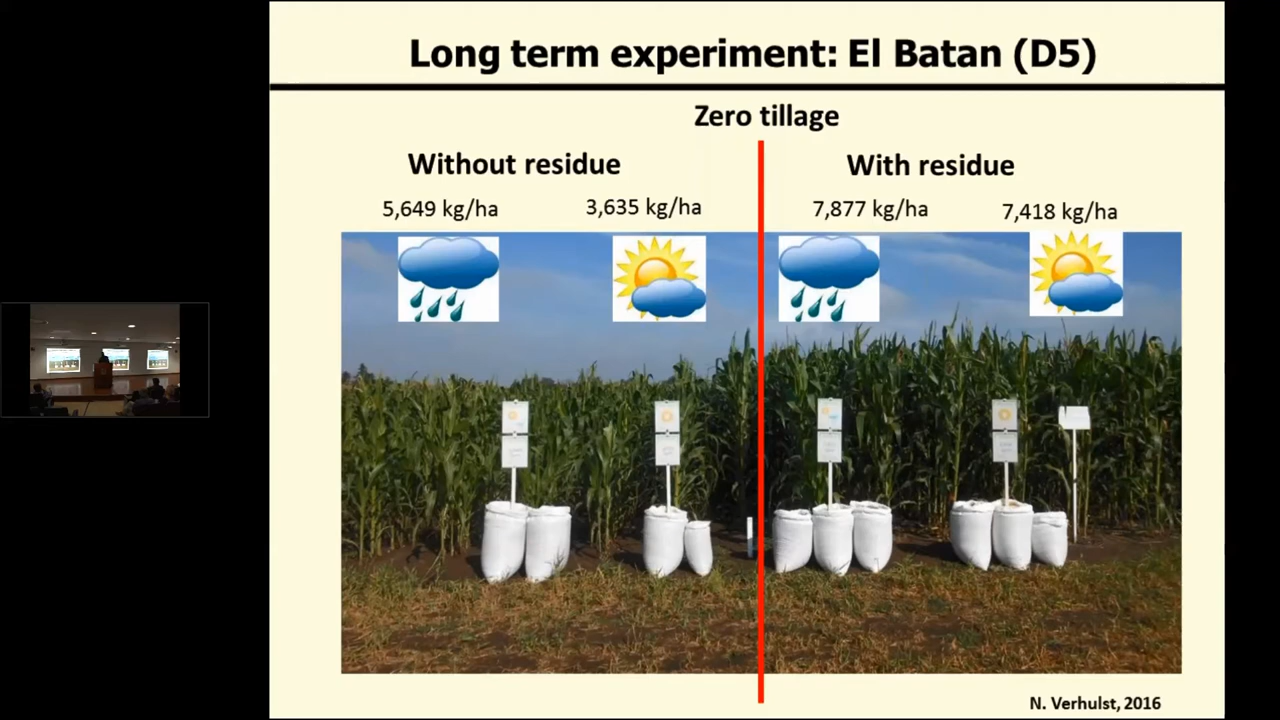 Long term experiment: El Batan (D5)
Zero tillage
Without residue
With residue
5,649 kg/ha
3,635 kg/ha
7,877 kg/ha
7,418 kg/ha
N. Verhulst, 2016